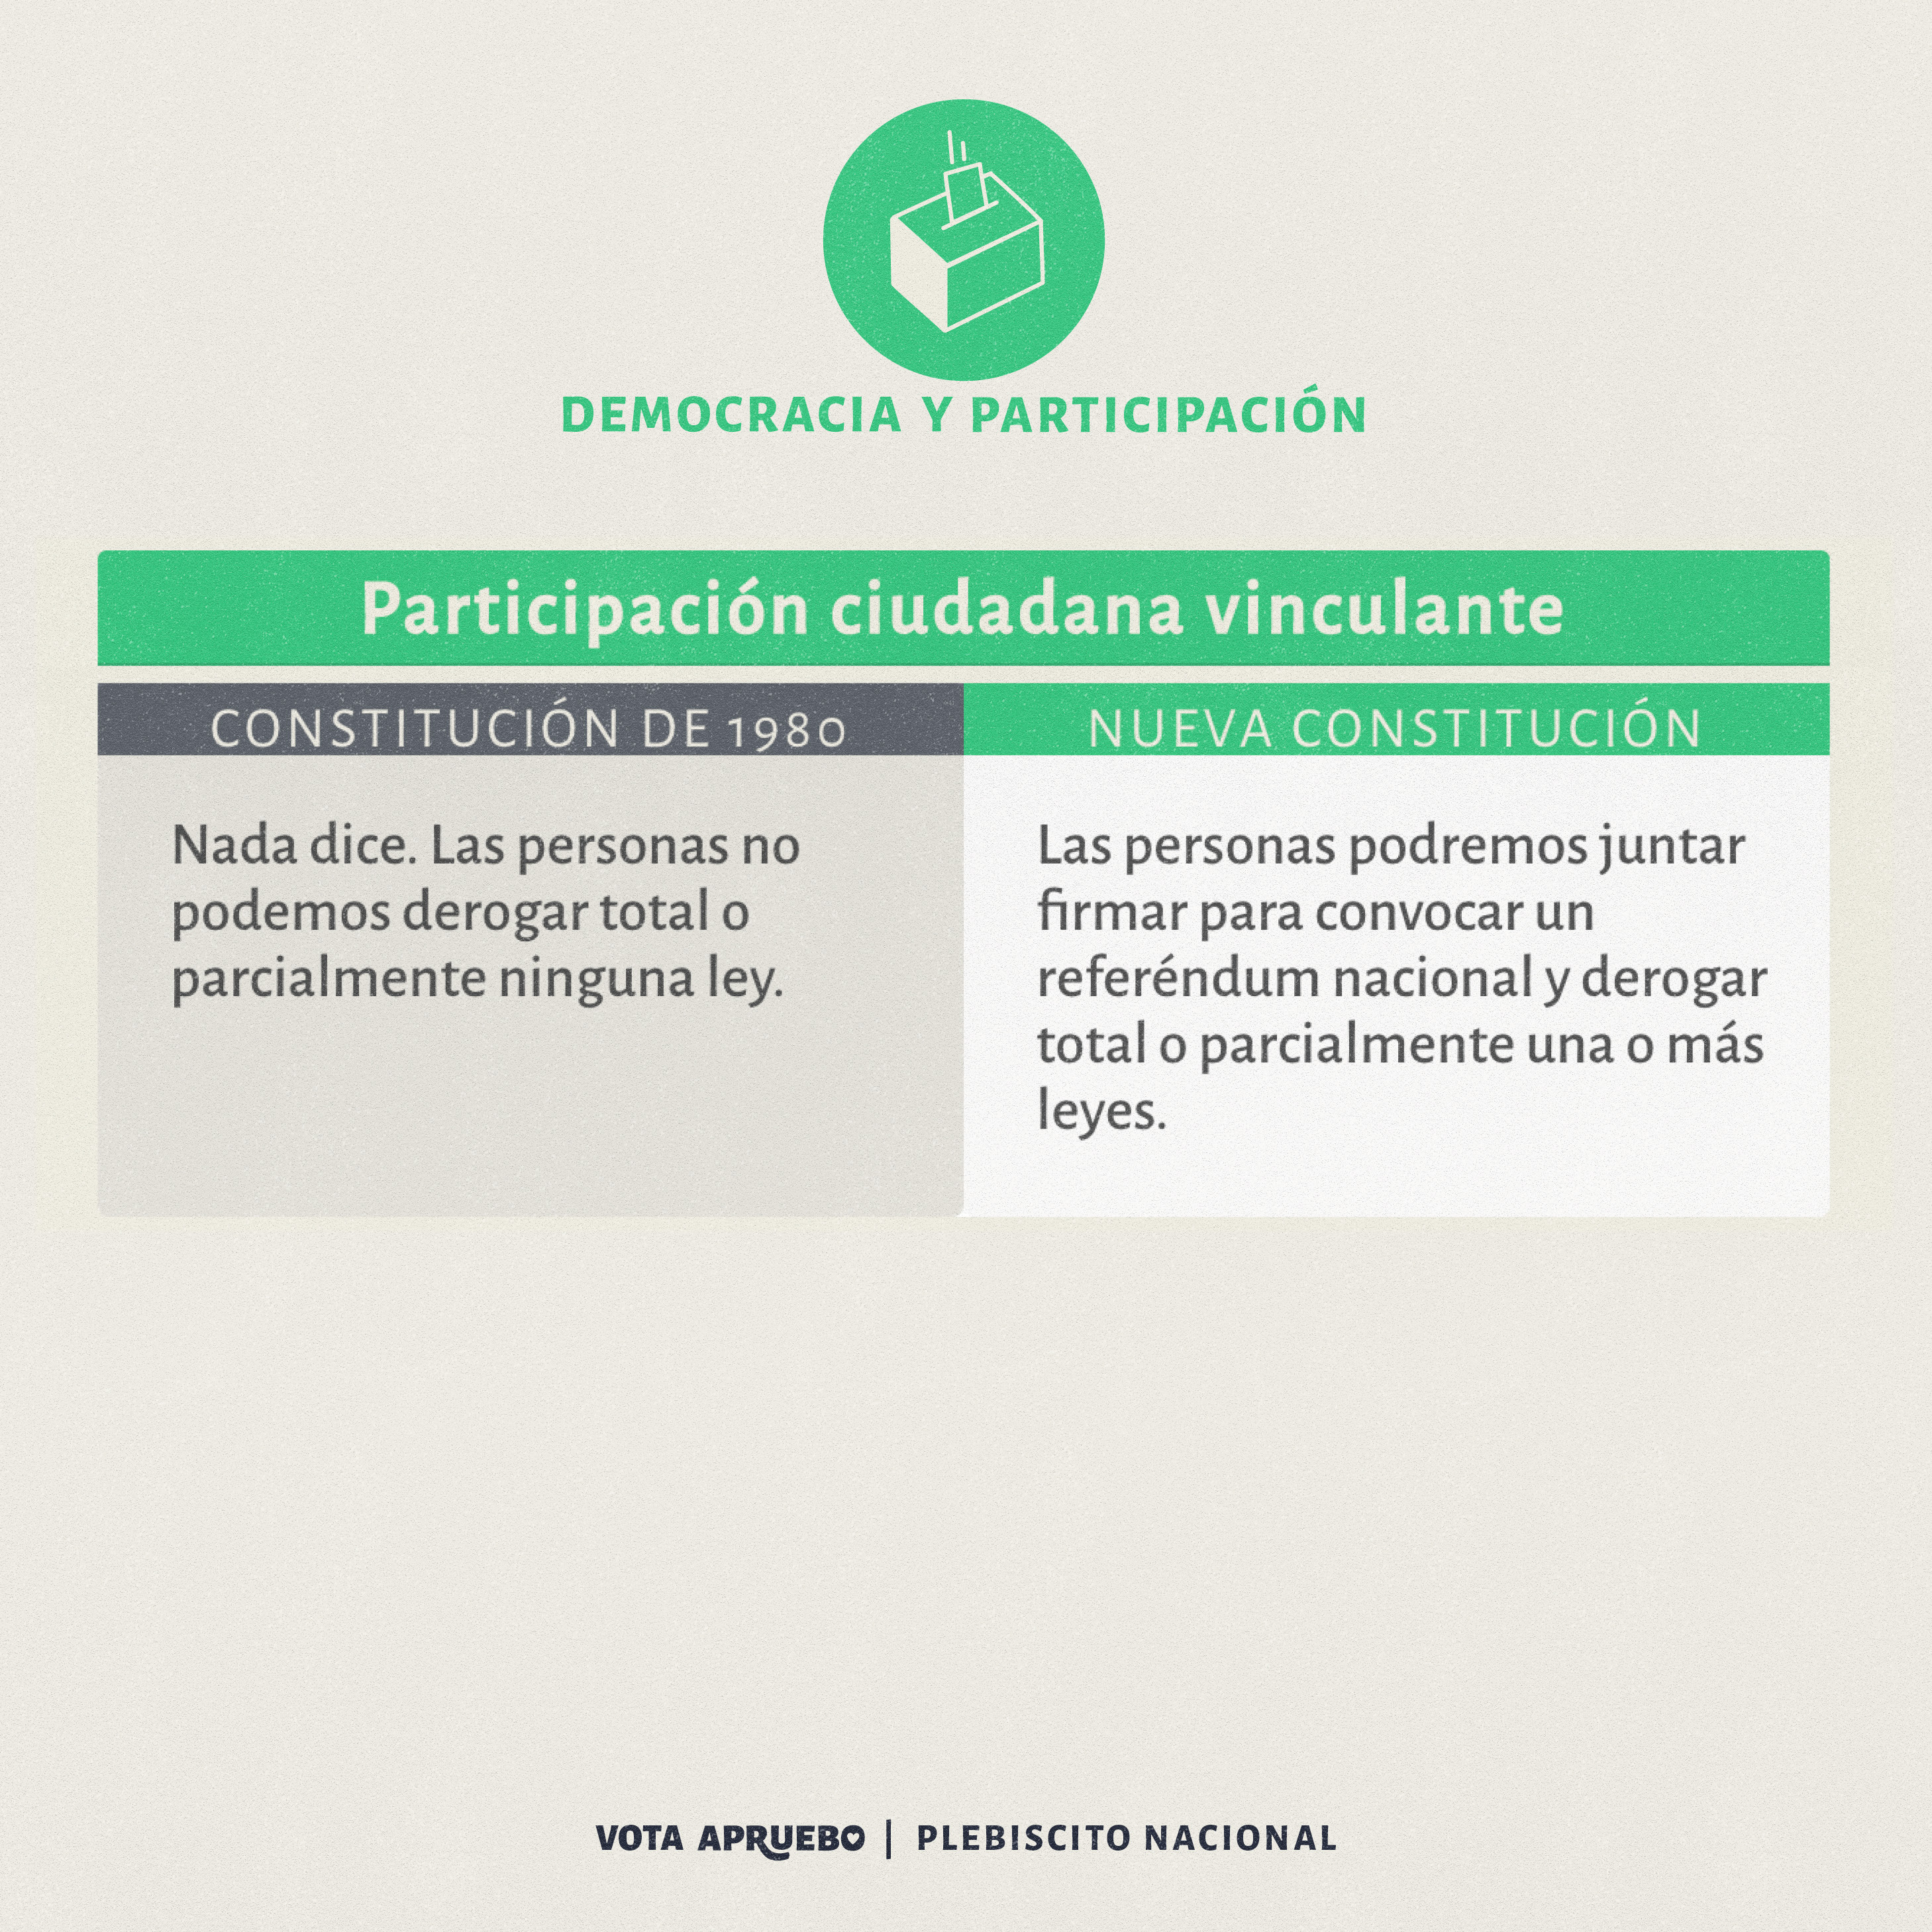 DEMOCRACIA Y PARTICIPACIÓN
Participación ciudadana vinculante
CONSTITUCIÓN DE 1980
Nada dice. Las personas no
podemos derogar total o
parcialmente ninguna ley.
NUEVA CONSTITUCIÓN
Las personas podremos juntar
firmar para convocar un
referéndum nacional y derogar
total o parcialmente una o más
leyes.
VOTA APRUEBO | PLEBISCITO NACIONAL